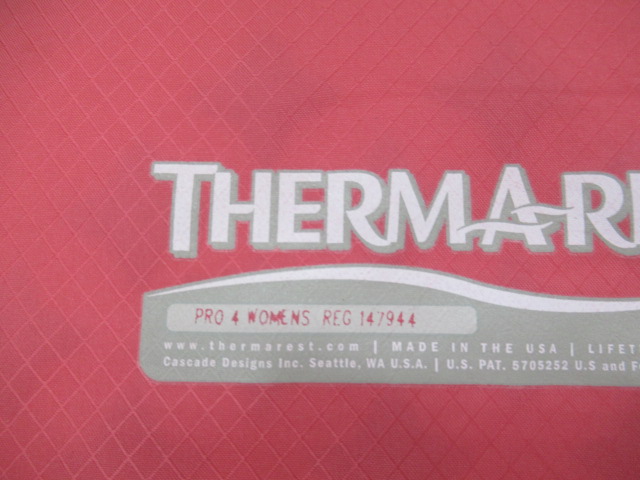 THERMAR
PRO 4 WOMENS REG 147944
www.thermarest.com | MADE IN THE USA |
Cascade Designs Inc. Seattle, WA U.S.A. | U.S. PAT. 5705252 U.S and